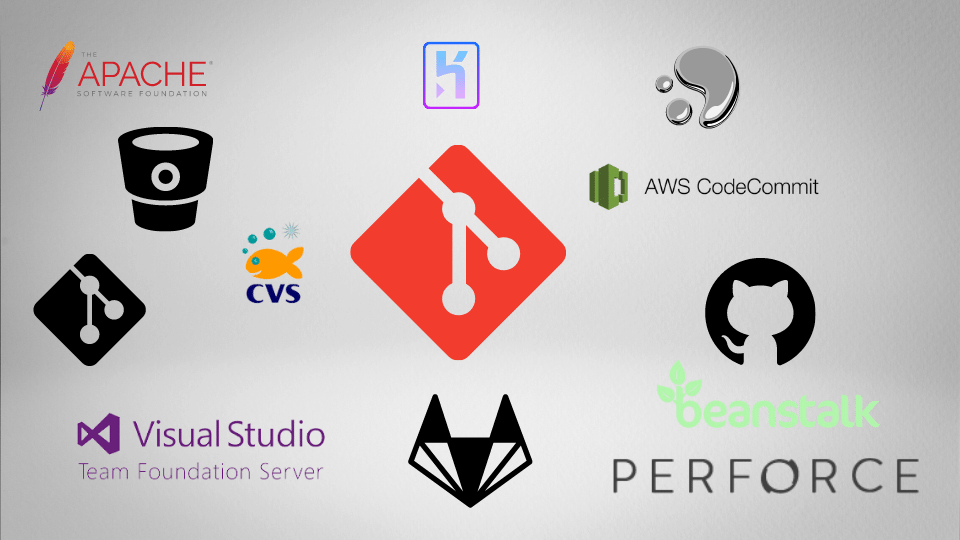 THE
APACHE®
SOFTWARE FOUNDATION
AWS CodeCommit
CVS
beanstalk
Visual Studio
Team Foundation Server
PERFORCE